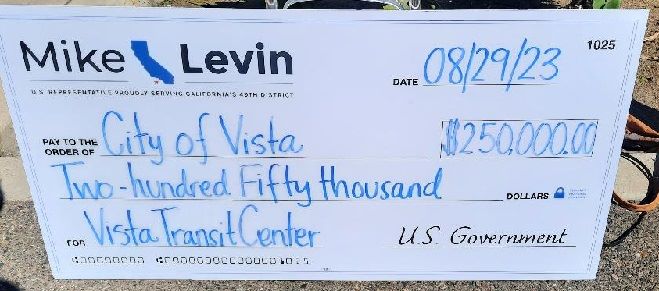 1025
Mike Levin
U.S. REPRESENTATIVE PROUDLY SERVING CALIFORNIA'S 49TH DISTRICT
DATE 08/29/23
PAY TO THE ORDER OF City of Vista $250,000.00
Two-hundred Fifty thousand DOLLARS
FOR Vista Transit Center U.S. Government